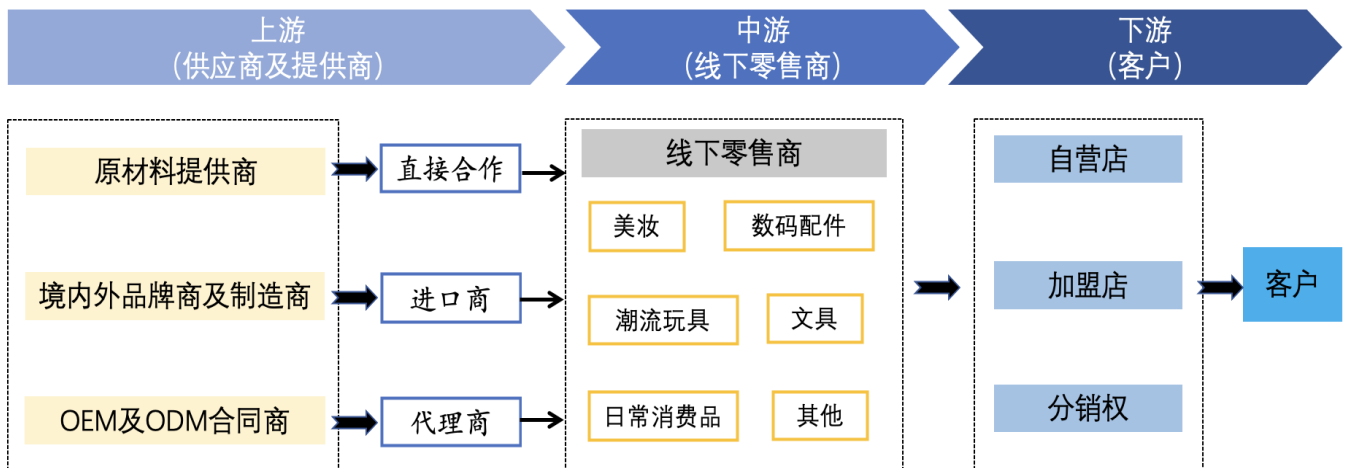 上游
(供应商及提供商)
中游
(线下零售商)
下游
(客户)
原材料提供商
直接合作
线下零售商
自营店
美妆
数码配件
境内外品牌商及制造商
进口商
潮流玩具
文具
加盟店
客户
OEM及ODM合同商
代理商
日常消费品
其他
分销权